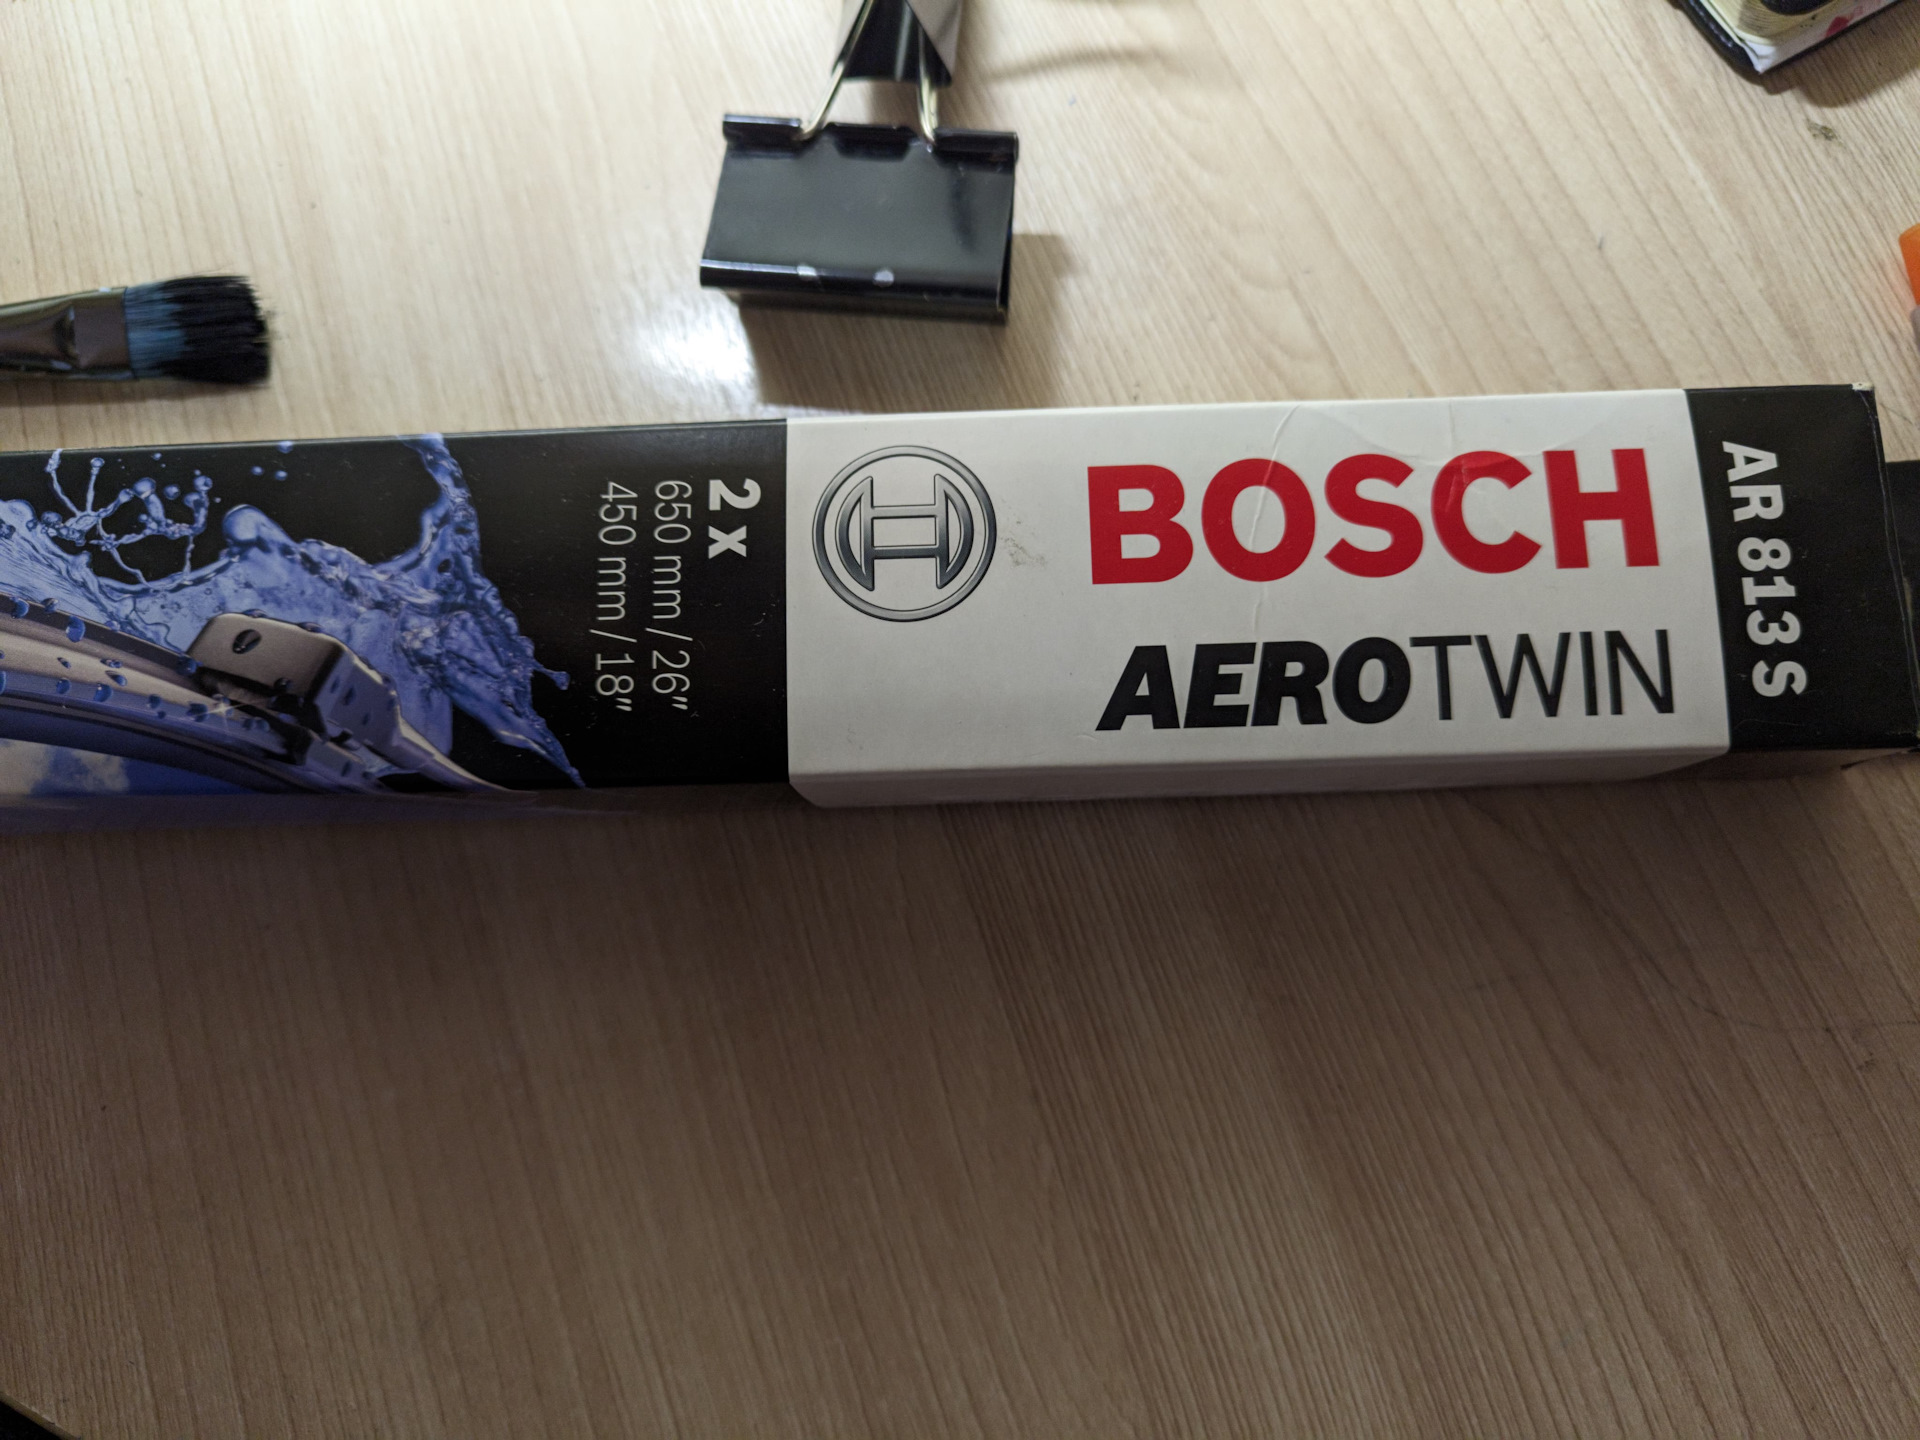 2 x
650 mm / 26"
450 mm / 18"
BOSCH
AEROTWIN
AR 813 S